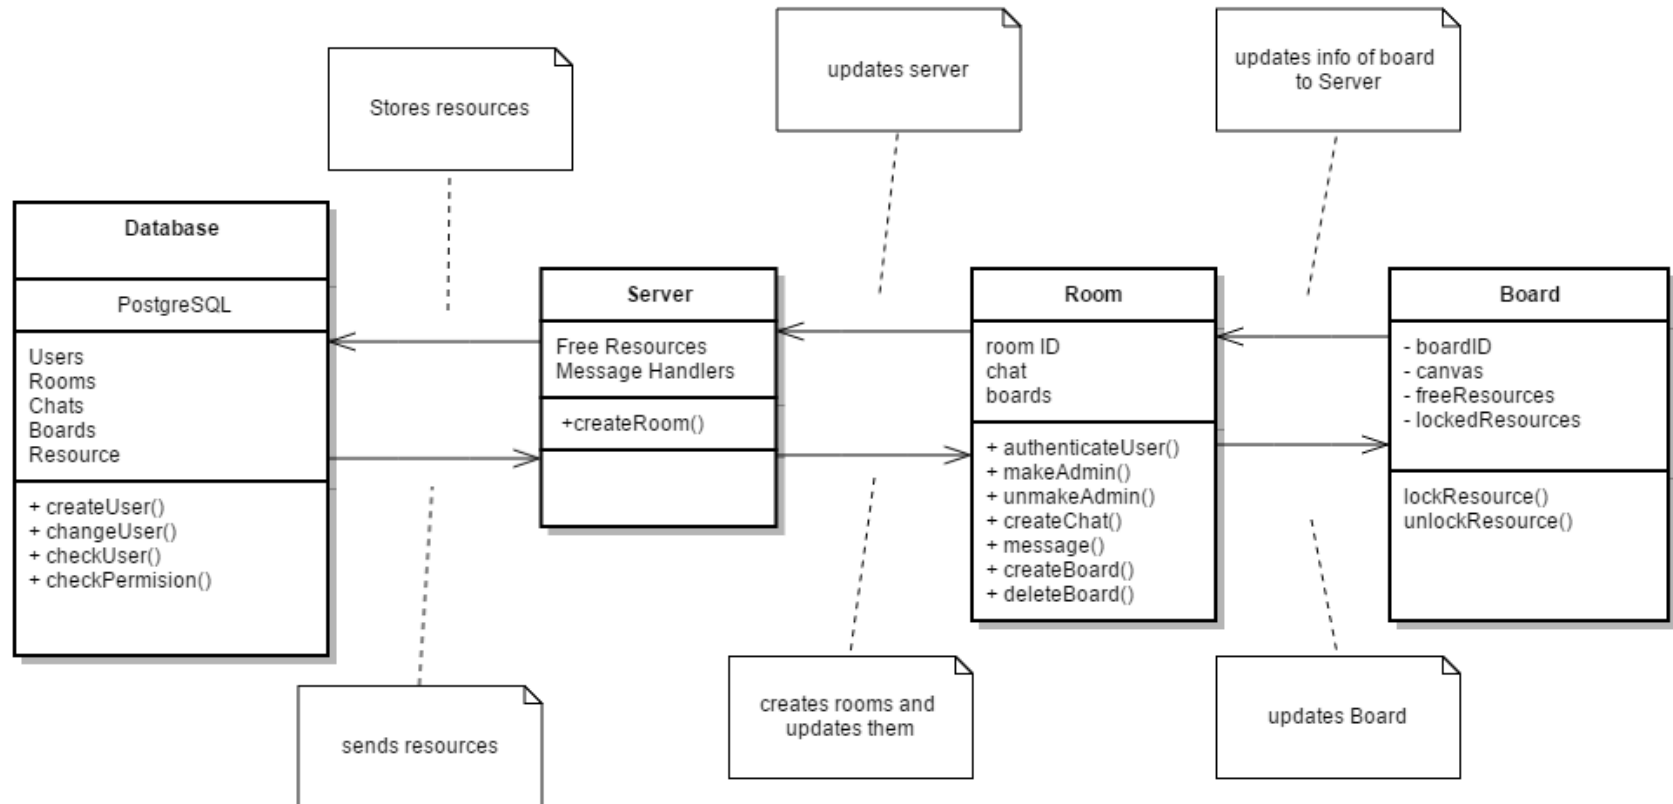 updates server
updates info of board
to Server
Stores resources
Database
PostgreSQL
Users
Rooms
Chats
Boards
Resource
+ createUser()
+ changeUser()
+ checkUser()
+ checkPermision()
Server
Free Resources
Message Handlers
+createRoom()
Room
room ID
chat
boards
+ authenticateUser()
+ makeAdmin()
+ unmakeAdmin()
+ createChat()
+ message()
+ createBoard()
+ deleteBoard()
Board
- boardID
- canvas
- freeResources
- lockedResources
lockResource()
unlockResource()
sends resources
creates rooms and
updates them
updates Board